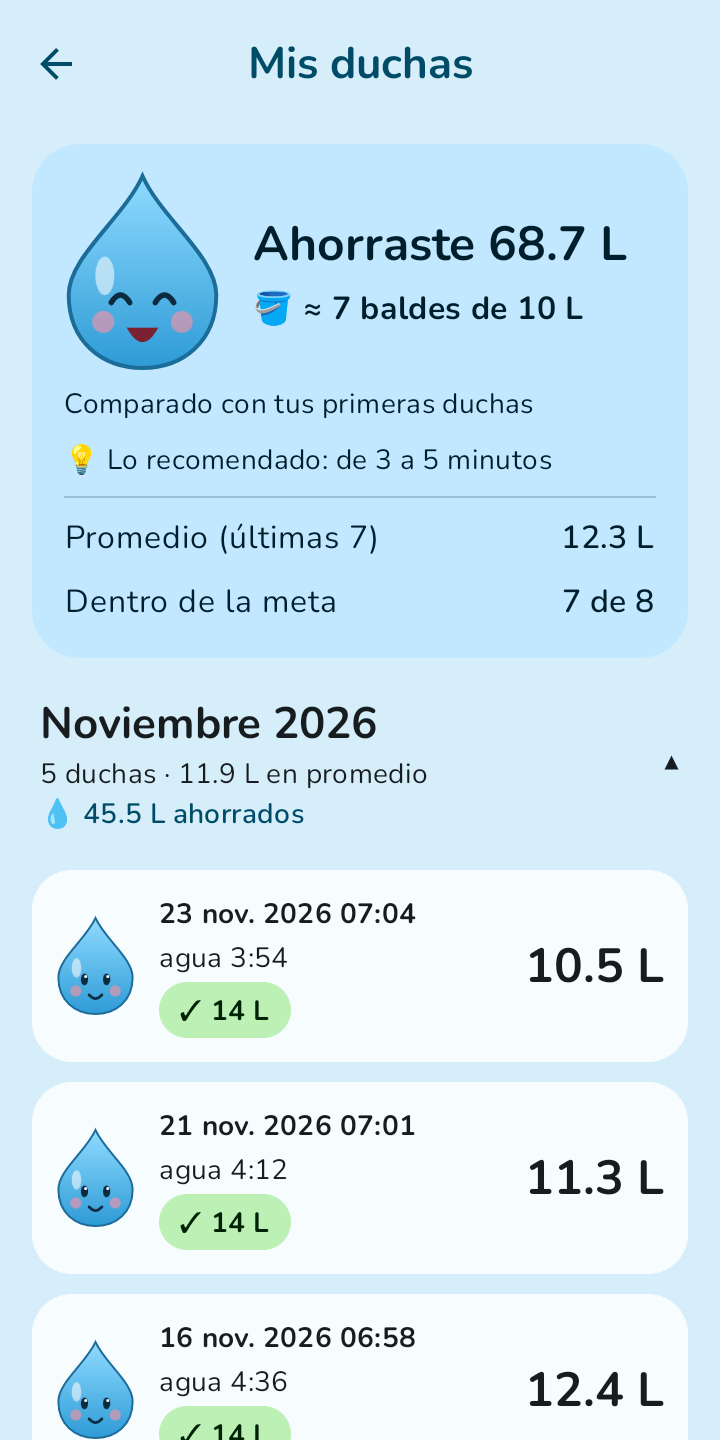 Mis duchas
Ahorraste 68.7 L
🪣 ≈ 7 baldes de 10 L
Comparado con tus primeras duchas
💡 Lo recomendado: de 3 a 5 minutos
Promedio (últimas 7) 12.3 L
Dentro de la meta 7 de 8
Noviembre 2026
5 duchas · 11.9 L en promedio
💧 45.5 L ahorrados
23 nov. 2026 07:04
agua 3:54
✓ 14 L
10.5 L
21 nov. 2026 07:01
agua 4:12
✓ 14 L
11.3 L
16 nov. 2026 06:58
agua 4:36
✓ 14 L
12.4 L